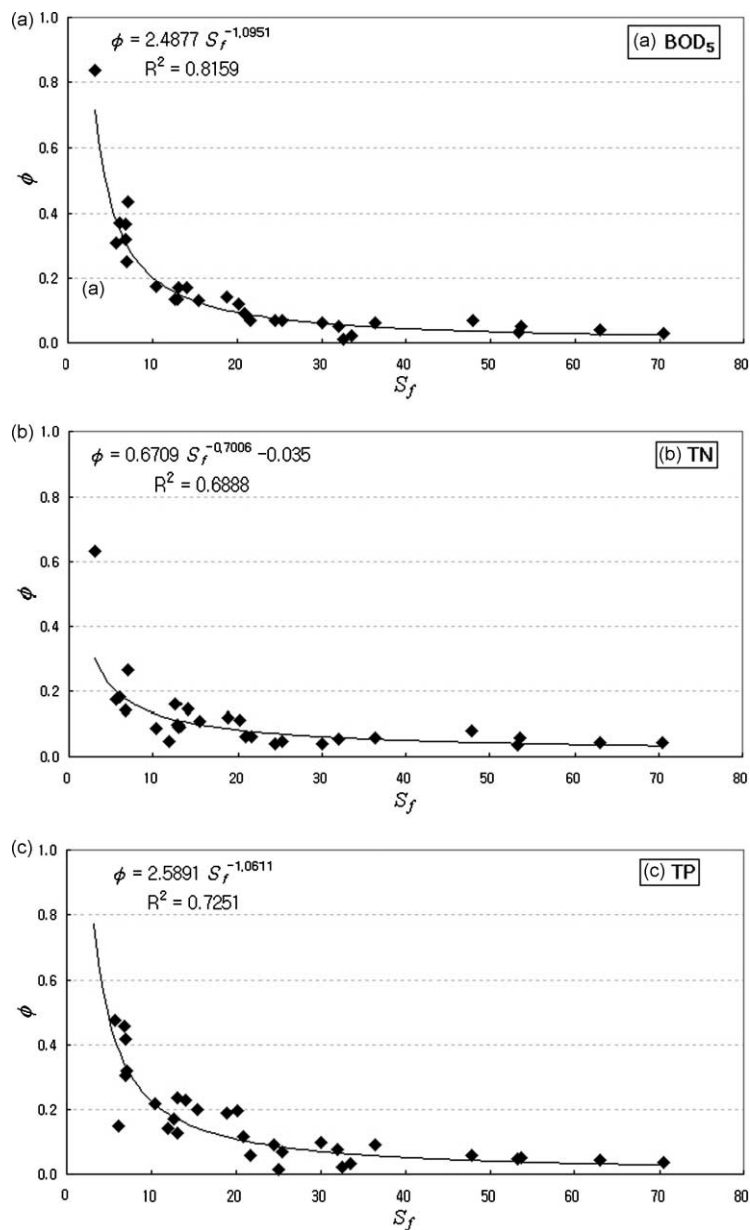 (a)
1.0
0.8
0.6
0.4
0.2
0.0
ϕ = 2.4877 S_f^-1.0951
R² = 0.8159
(a) BOD₅
(a)
ϕ
0 10 20 30 40 50 60 70 80
S_f
(b)
1.0
0.8
0.6
0.4
0.2
0.0
ϕ = 0.6709 S_f^-0.7006 -0.035
R² = 0.6888
(b) TN
ϕ
0 10 20 30 40 50 60 70 80
S_f
(c)
1.0
0.8
0.6
0.4
0.2
0.0
ϕ = 2.5891 S_f^-1.0611
R² = 0.7251
(c) TP
ϕ
0 10 20 30 40 50 60 70 80
S_f